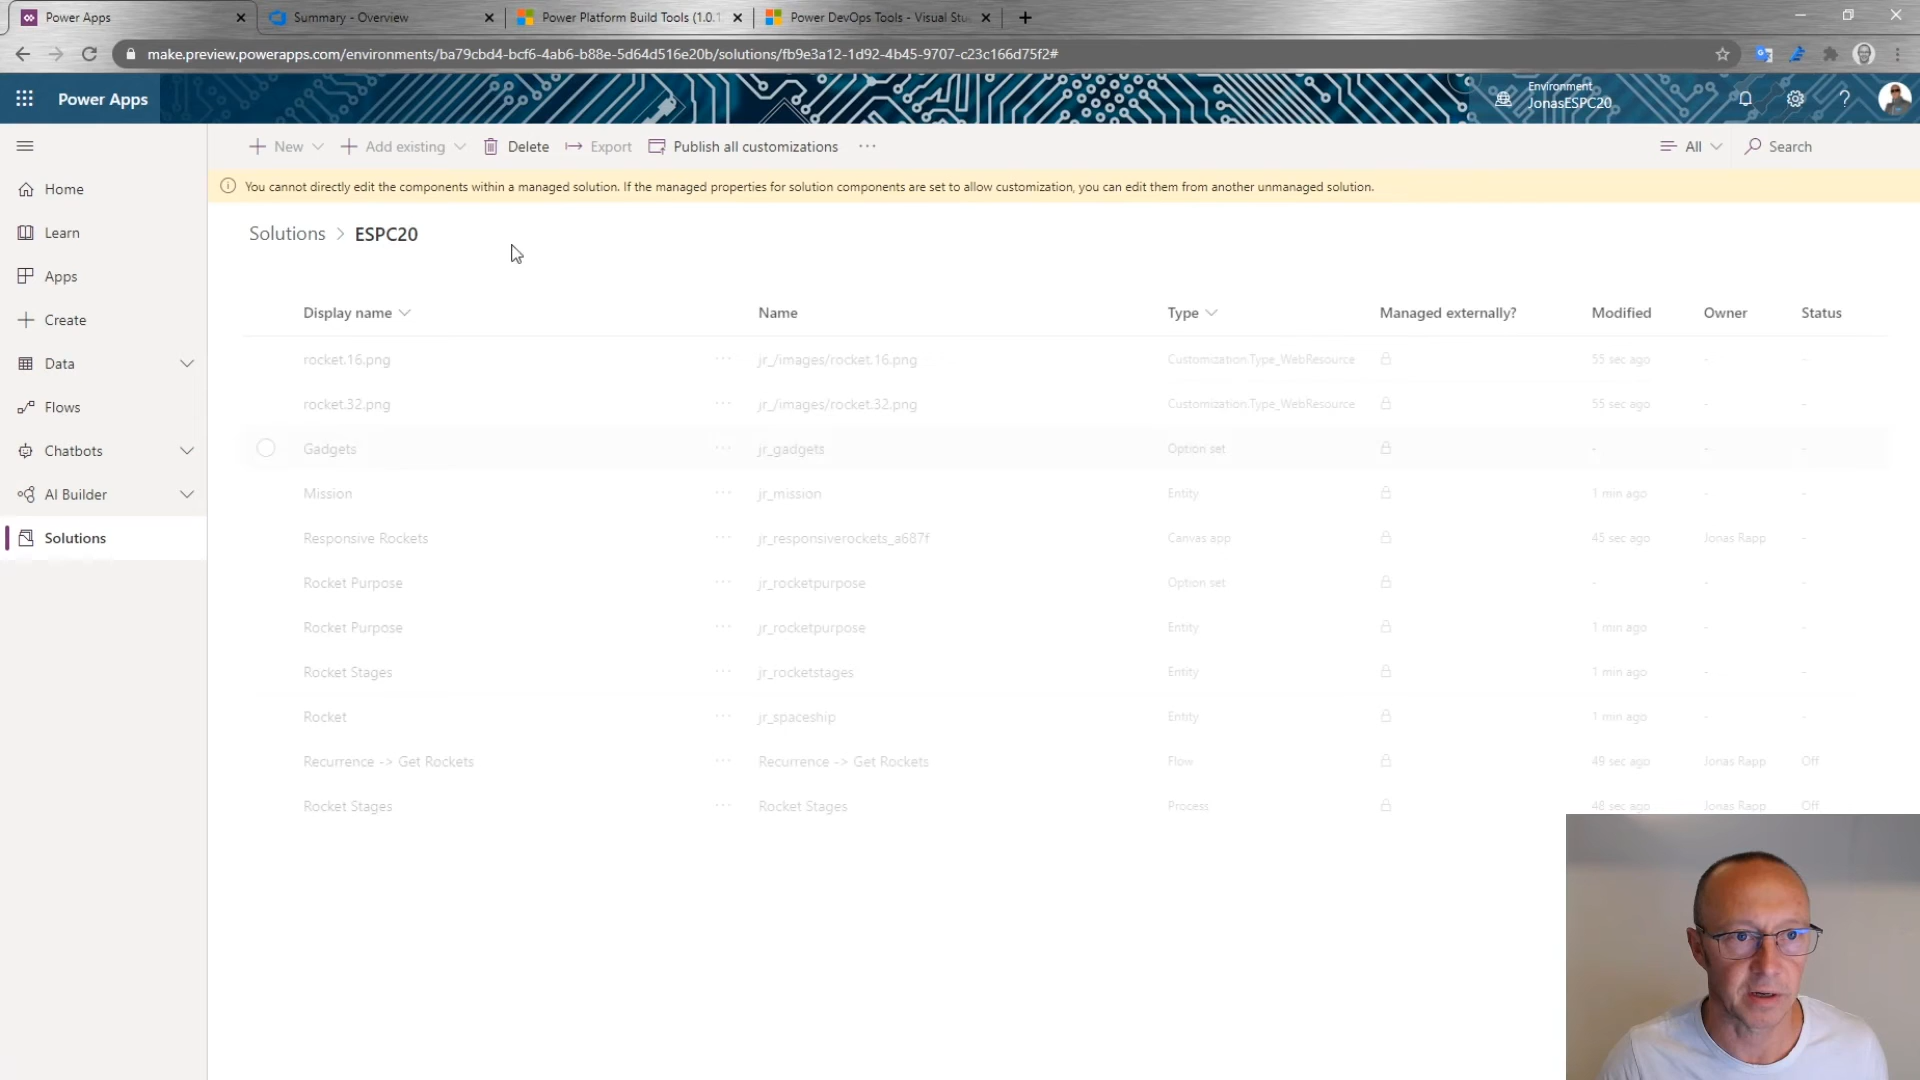 Power Apps
Summary - Overview
Power Platform Build Tools (1.0.1
Power DevOps Tools - Visual Stu
make.preview.powerapps.com/environments/ba79cbd4-bcf6-4ab6-b88e-5d64d516e20b/solutions/fb9e3a12-1d92-4b45-9707-c23c166d75f2#
Power Apps
Environment
JonasESPC20
New
Add existing
Delete
Export
Publish all customizations
All
Search
You cannot directly edit the components within a managed solution. If the managed properties for solution components are set to allow customization, you can edit them from another unmanaged solution.
Home
Learn
Apps
Create
Data
Flows
Chatbots
AI Builder
Solutions
Solutions > ESPC20
Display name Name Type Managed externally? Modified Owner Status
rocket.16.png ··· jr_/images/rocket.16.png Customization.Type_WebResource 55 sec ago - -
rocket.32.png ··· jr_/images/rocket.32.png Customization.Type_WebResource 55 sec ago - -
Gadgets ··· jr_gadgets Option set - - -
Mission ··· jr_mission Entity 1 min ago - -
Responsive Rockets ··· jr_responsiverockets_a687f Canvas app 45 sec ago Jonas Rapp -
Rocket Purpose ··· jr_rocketpurpose Option set - - -
Rocket Purpose ··· jr_rocketpurpose Entity 1 min ago - -
Rocket Stages ··· jr_rocketstages Entity 1 min ago - -
Rocket ··· jr_spaceship Entity 1 min ago - -
Recurrence -> Get Rockets ··· Recurrence -> Get Rockets Flow 49 sec ago Jonas Rapp Off
Rocket Stages ··· Rocket Stages Process 48 sec ago Jonas Rapp Off